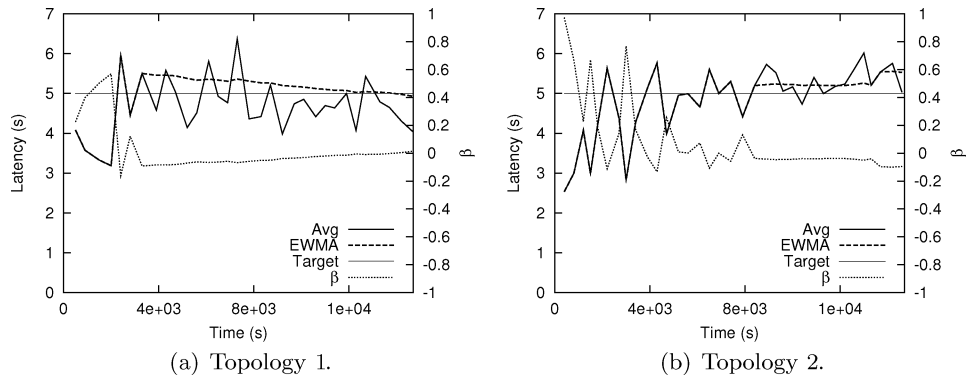 7
6
5
4
3
2
1
0
Latency (s)
1
0.8
0.6
0.4
0.2
0
-0.2
-0.4
-0.6
-0.8
-1
β
Avg
EWMA
Target
β
0
4e+03
8e+03
1e+04
Time (s)
(a) Topology 1.
7
6
5
4
3
2
1
0
Latency (s)
1
0.8
0.6
0.4
0.2
0
-0.2
-0.4
-0.6
-0.8
-1
β
Avg
EWMA
Target
β
0
4e+03
8e+03
1e+04
Time (s)
(b) Topology 2.